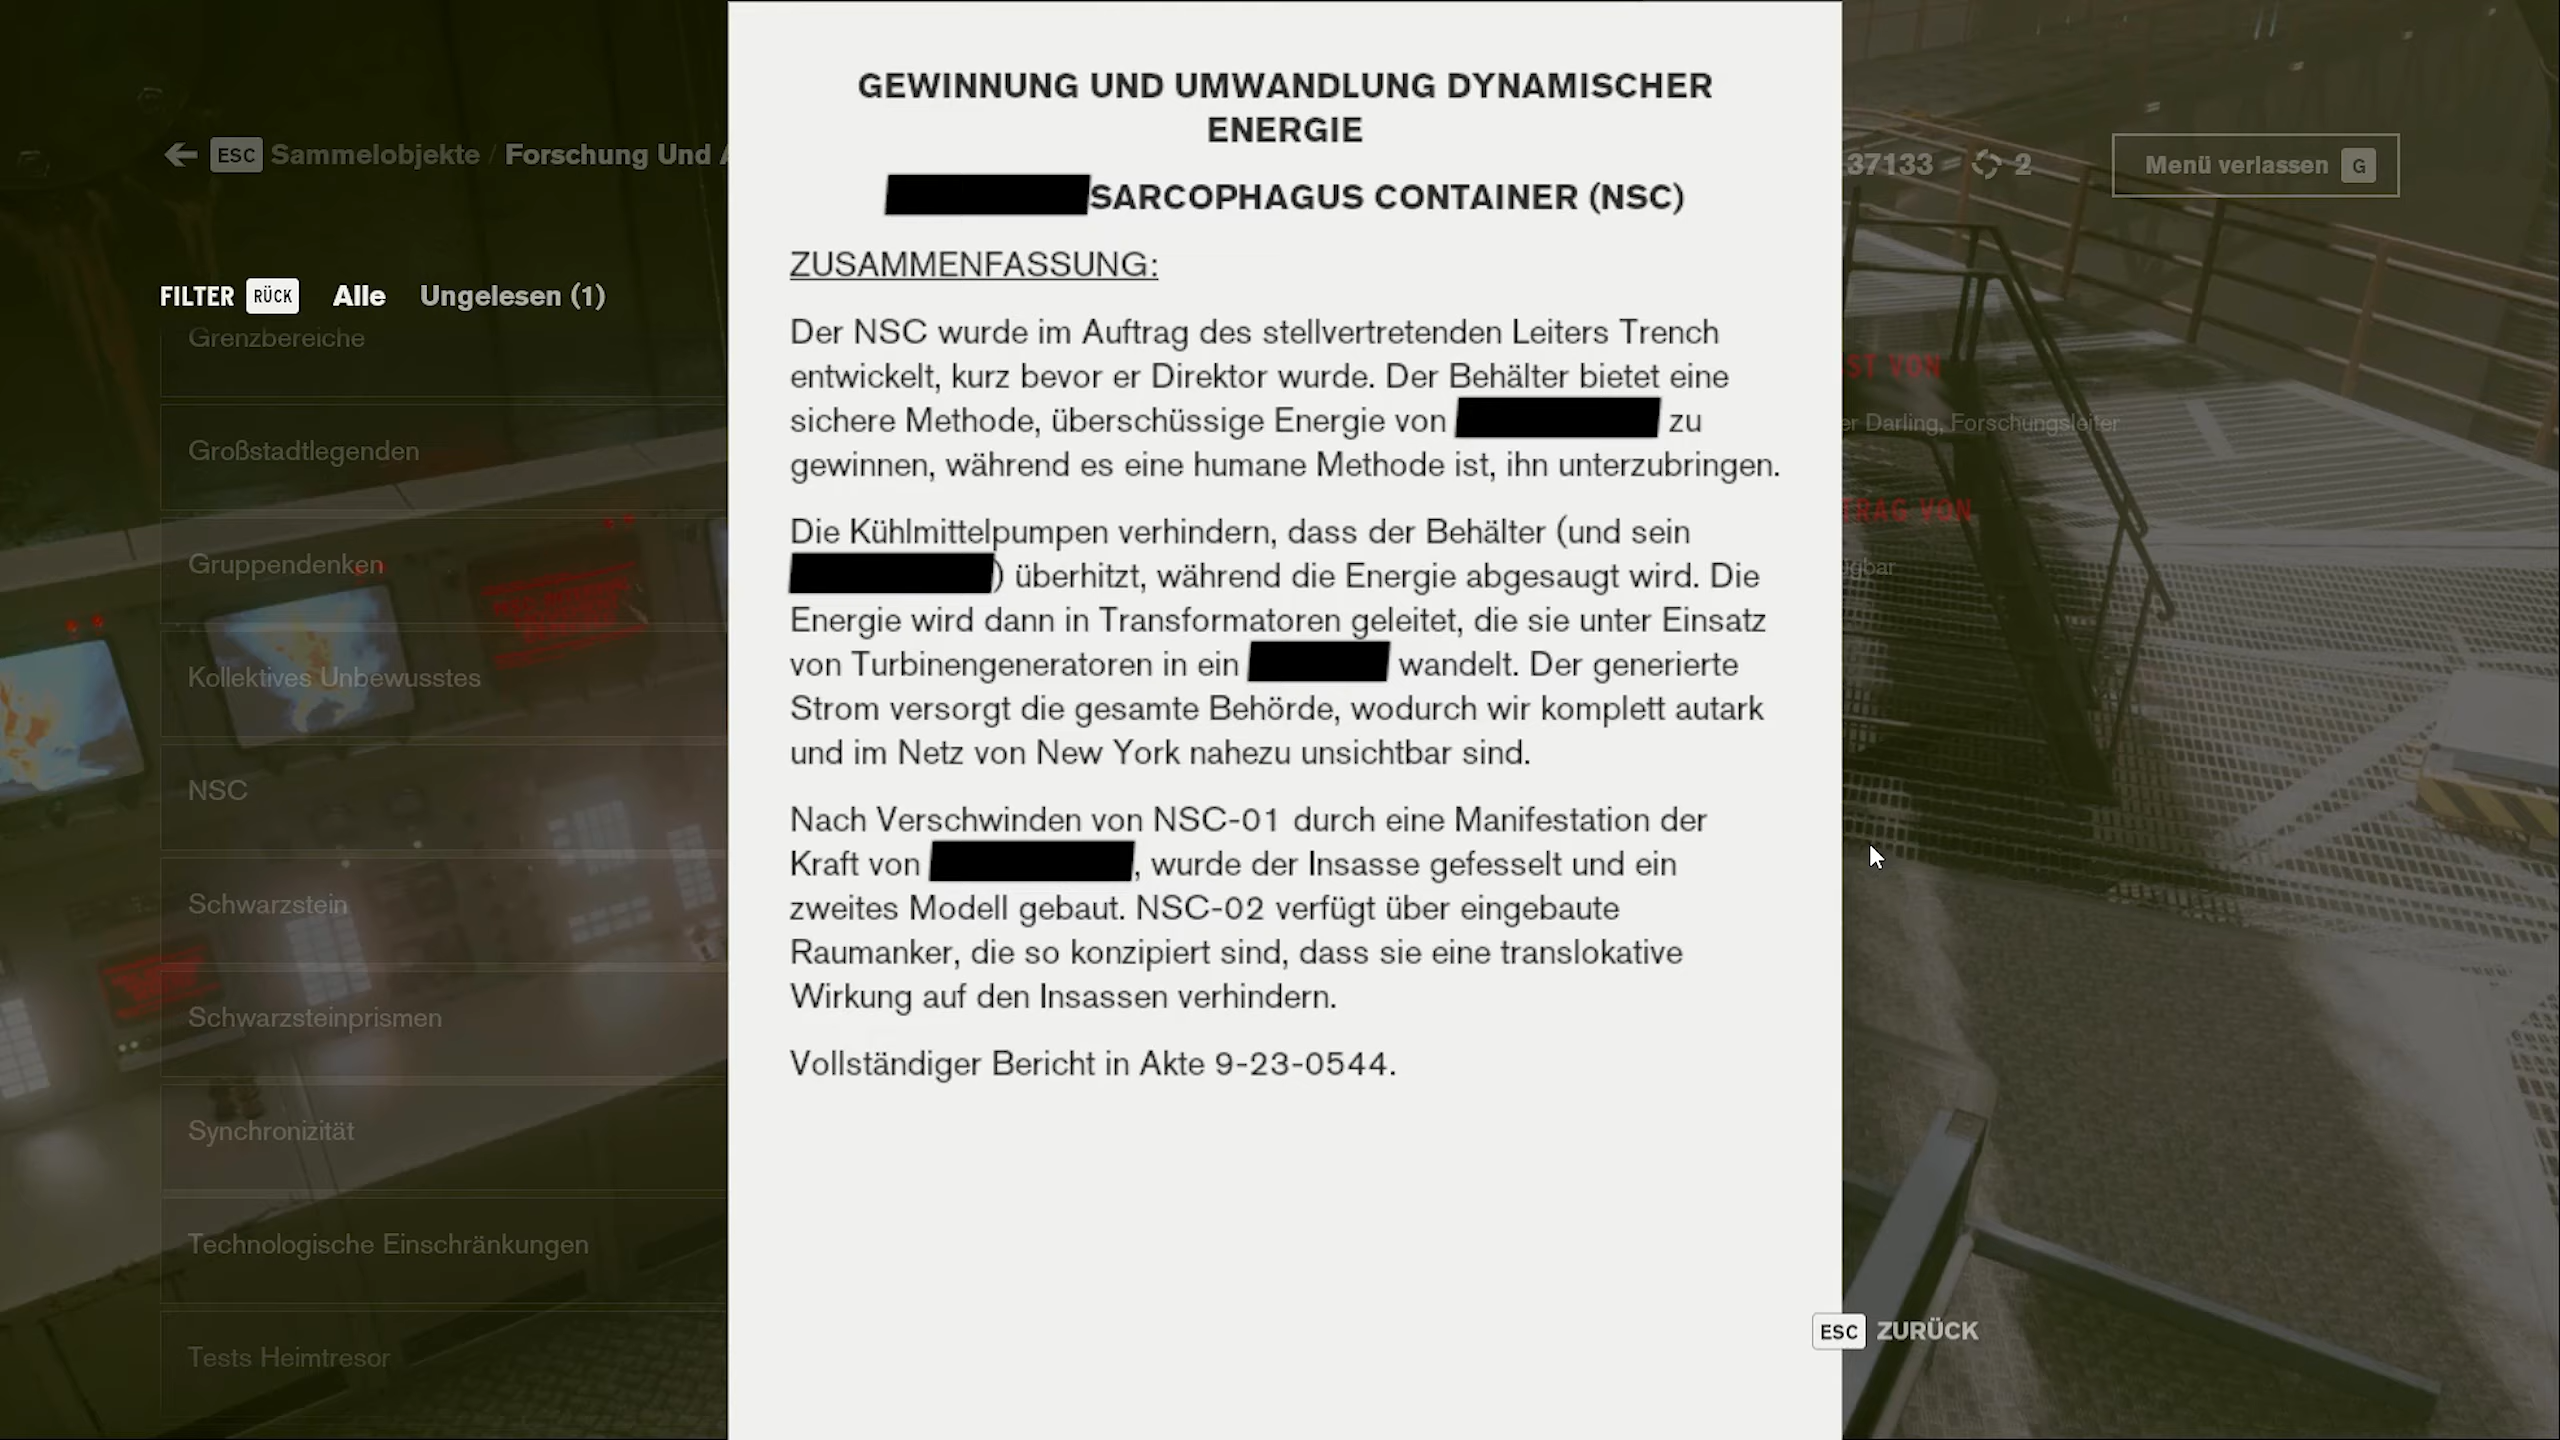 GEWINNUNG UND UMWANDLUNG DYNAMISCHER
ENERGIE
SARCOPHAGUS CONTAINER (NSC)
ZUSAMMENFASSUNG:
Der NSC wurde im Auftrag des stellvertretenden Leiters Trench
entwickelt, kurz bevor er Direktor wurde. Der Behälter bietet eine
sichere Methode, überschüssige Energie von zu
gewinnen, während es eine humane Methode ist, ihn unterzubringen.
Die Kühlmittelpumpen verhindern, dass der Behälter (und sein
) überhitzt, während die Energie abgesaugt wird. Die
Energie wird dann in Transformatoren geleitet, die sie unter Einsatz
von Turbinengeneratoren in ein wandelt. Der generierte
Strom versorgt die gesamte Behörde, wodurch wir komplett autark
und im Netz von New York nahezu unsichtbar sind.
Nach Verschwinden von NSC-01 durch eine Manifestation der
Kraft von , wurde der Insasse gefesselt und ein
zweites Modell gebaut. NSC-02 verfügt über eingebaute
Raumanker, die so konzipiert sind, dass sie eine translokative
Wirkung auf den Insassen verhindern.
Vollständiger Bericht in Akte 9-23-0544.
ESC Sammelobjekte / Forschung Und
FILTER RÜCK Alle Ungelesen (1)
Grenzbereiche
Großstadtlegenden
Gruppendenken
Kollektives Unbewusstes
NSC
Schwarzstein
Schwarzsteinprismen
Synchronizität
Technologische Einschränkungen
Tests Heimtresor
37133 2
Menü verlassen G
ST VON
er Darling, Forschungsleiter
TRAG VON
gbar
ESC ZURÜCK